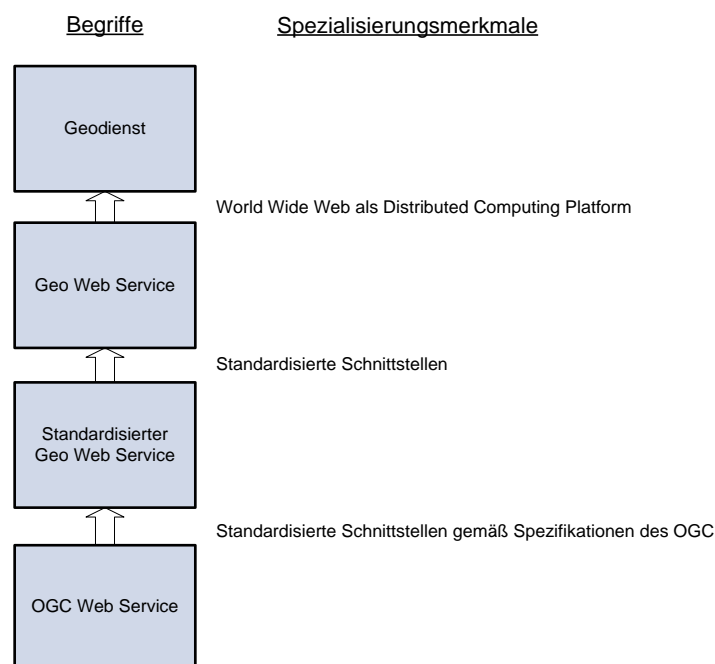 Begriffe
Spezialisierungsmerkmale
Geodienst
World Wide Web als Distributed Computing Platform
Geo Web Service
Standardisierte Schnittstellen
Standardisierter
Geo Web Service
Standardisierte Schnittstellen gemäß Spezifikationen des OGC
OGC Web Service